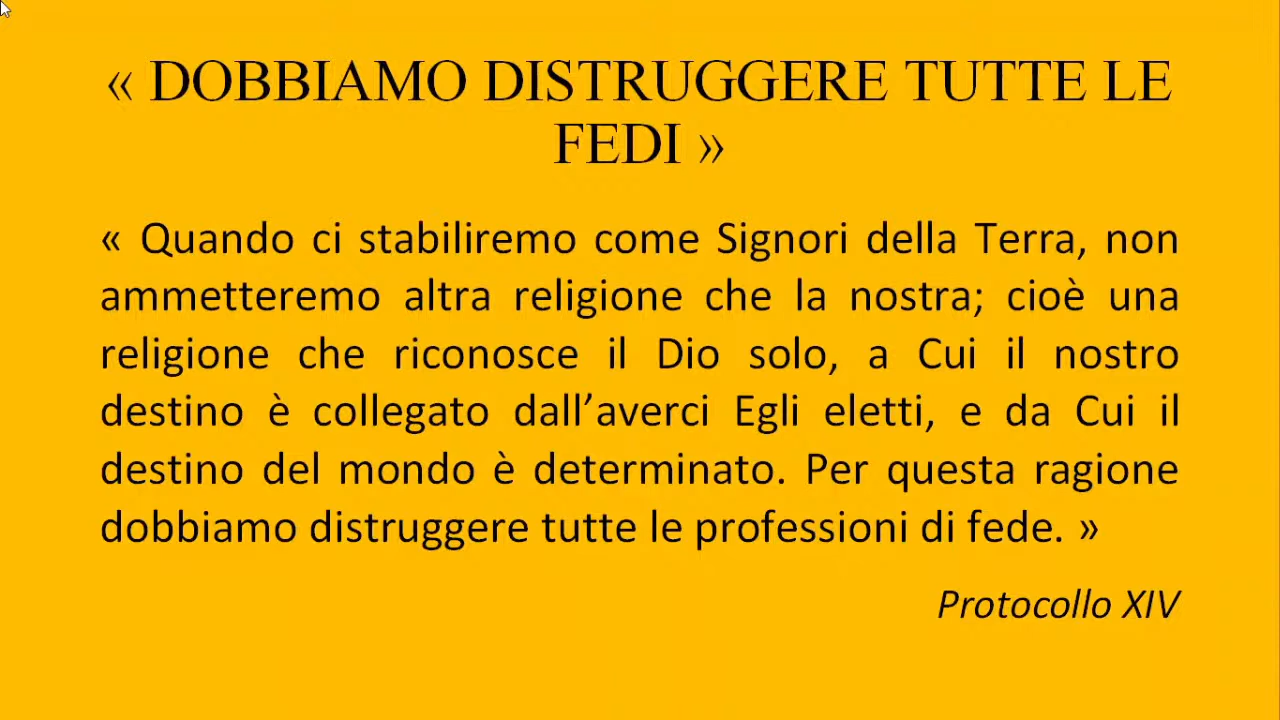 « DOBBIAMO DISTRUGGERE TUTTE LE
FEDI »
« Quando ci stabiliremo come Signori della Terra, non
ammetteremo altra religione che la nostra; cioè una
religione che riconosce il Dio solo, a Cui il nostro
destino è collegato dall’averci Egli eletti, e da Cui il
destino del mondo è determinato. Per questa ragione
dobbiamo distruggere tutte le professioni di fede. »
Protocollo XIV